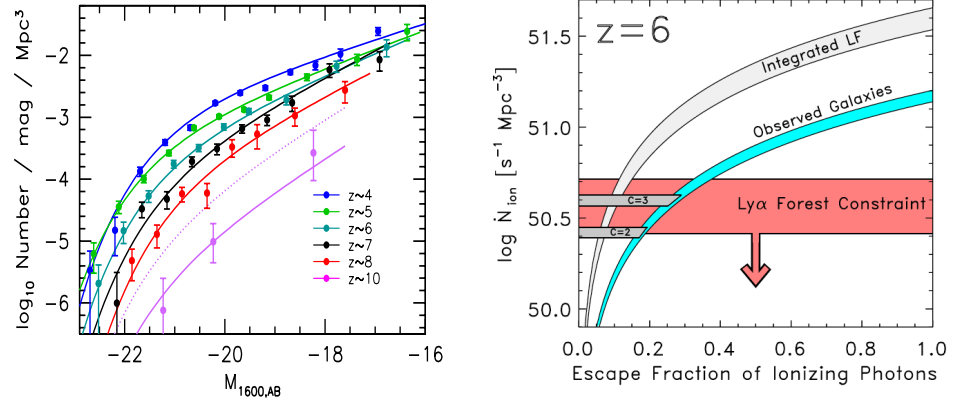 log₁₀ Number / mag / Mpc³
-2
-3
-4
-5
-6
z~4
z~5
z~6
z~7
z~8
z~10
-22
-20
-18
-16
M₁₆₀₀,AB
log Ṅion [s⁻¹ Mpc⁻³]
51.5
51.0
50.5
50.0
z=6
Integrated LF
Observed Galaxies
C=3
C=2
Lyα Forest Constraint
0.0 0.2 0.4 0.6 0.8 1.0
Escape Fraction of Ionizing Photons